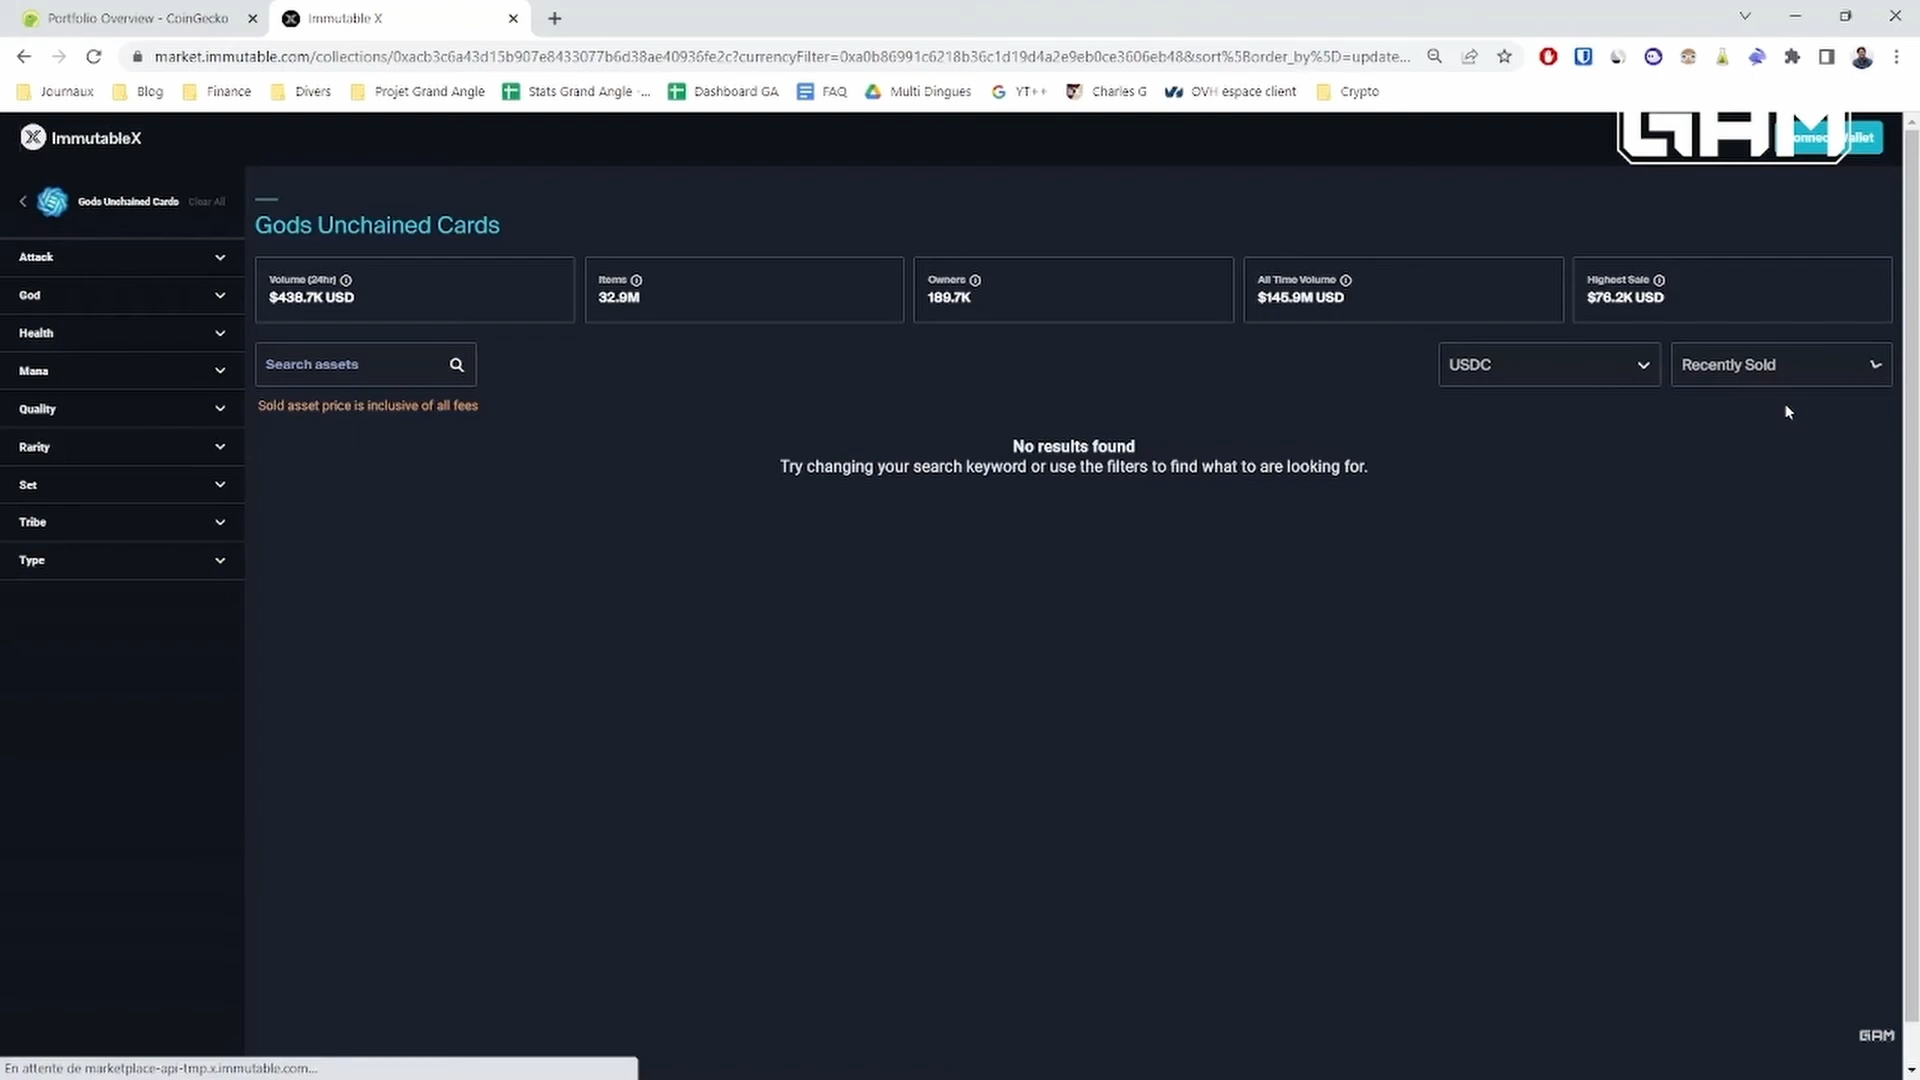 Portfolio Overview - CoinGecko
Immutable X
market.immutable.com/collections/0xacb3c6a43d15b907e8433077b6d38ae40936fe2c?currencyFilter=0xa0b86991c6218b36c1d19d4a2e9eb0ce3606eb48&sort%5Border_by%5D=update...
Journaux
Blog
Finance
Divers
Projet Grand Angle
Stats Grand Angle -...
Dashboard GA
FAQ
Multi Dingues
YT++
Charles G
OVH espace client
Crypto
ImmutableX
GAM
Gods Unchained Cards
Clear All
Attack
God
Health
Mana
Quality
Rarity
Set
Tribe
Type
Gods Unchained Cards
Volume (24hr)
$438.7K USD
Items
32.9M
Owners
189.7K
All Time Volume
$145.9M USD
Highest Sale
$76.2K USD
Search assets
USDC
Recently Sold
Sold asset price is inclusive of all fees
No results found
Try changing your search keyword or use the filters to find what to are looking for.
GAM
En attente de marketplace-api-tmp.x.immutable.com...